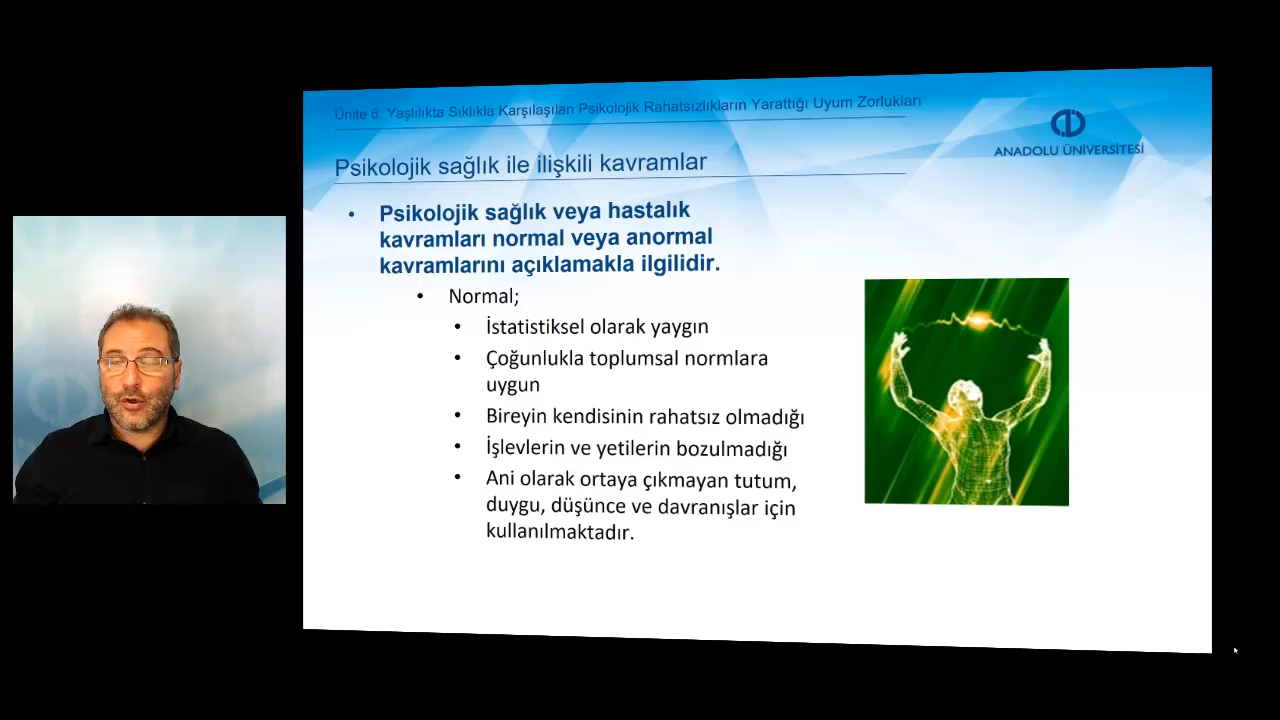 Ünite 6: Yaşlılıkta Sıklıkla Karşılaşılan Psikolojik Rahatsızlıkların Yarattığı Uyum Zorlukları
ANADOLU ÜNİVERSİTESİ
Psikolojik sağlık ile ilişkili kavramlar
• Psikolojik sağlık veya hastalık
kavramları normal veya anormal
kavramlarını açıklamakla ilgilidir.
• Normal;
• İstatistiksel olarak yaygın
• Çoğunlukla toplumsal normlara
uygun
• Bireyin kendisinin rahatsız olmadığı
• İşlevlerin ve yetilerin bozulmadığı
• Ani olarak ortaya çıkmayan tutum,
duygu, düşünce ve davranışlar için
kullanılmaktadır.